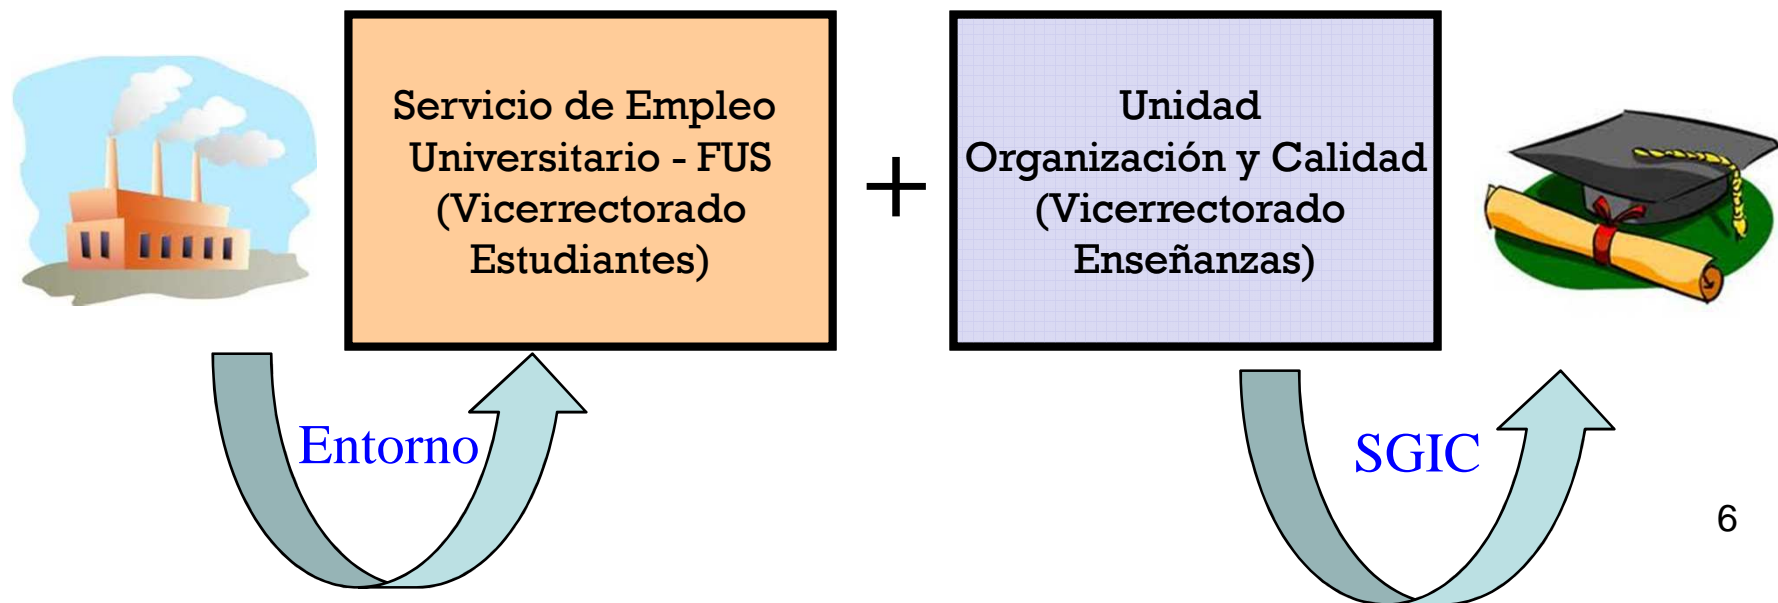 Servicio de Empleo
Universitario - FUS
(Vicerrectorado
Estudiantes)
+
Unidad
Organización y Calidad
(Vicerrectorado
Enseñanzas)
Entorno
SGIC
6